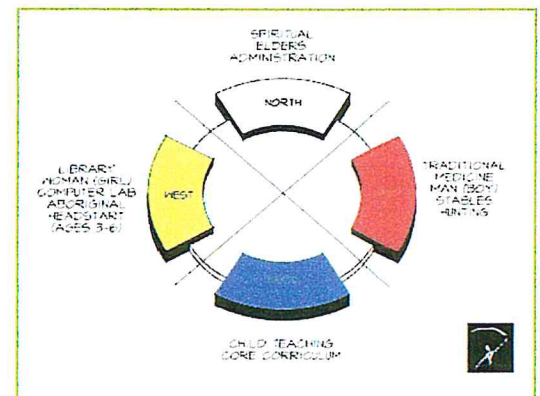 SPIRITUAL
ELDERS
ADMINISTRATION
NORTH
LIBRARY
WOMAN (GIRL)
COMPUTER LAB
ABORIGINAL
HEADSTART
(AGES 3-6)
WEST
TRADITIONAL
MEDICINE
MAN (BOY)
STABLES
HUNTING
CHILD TEACHING
CORE CORRICULUM